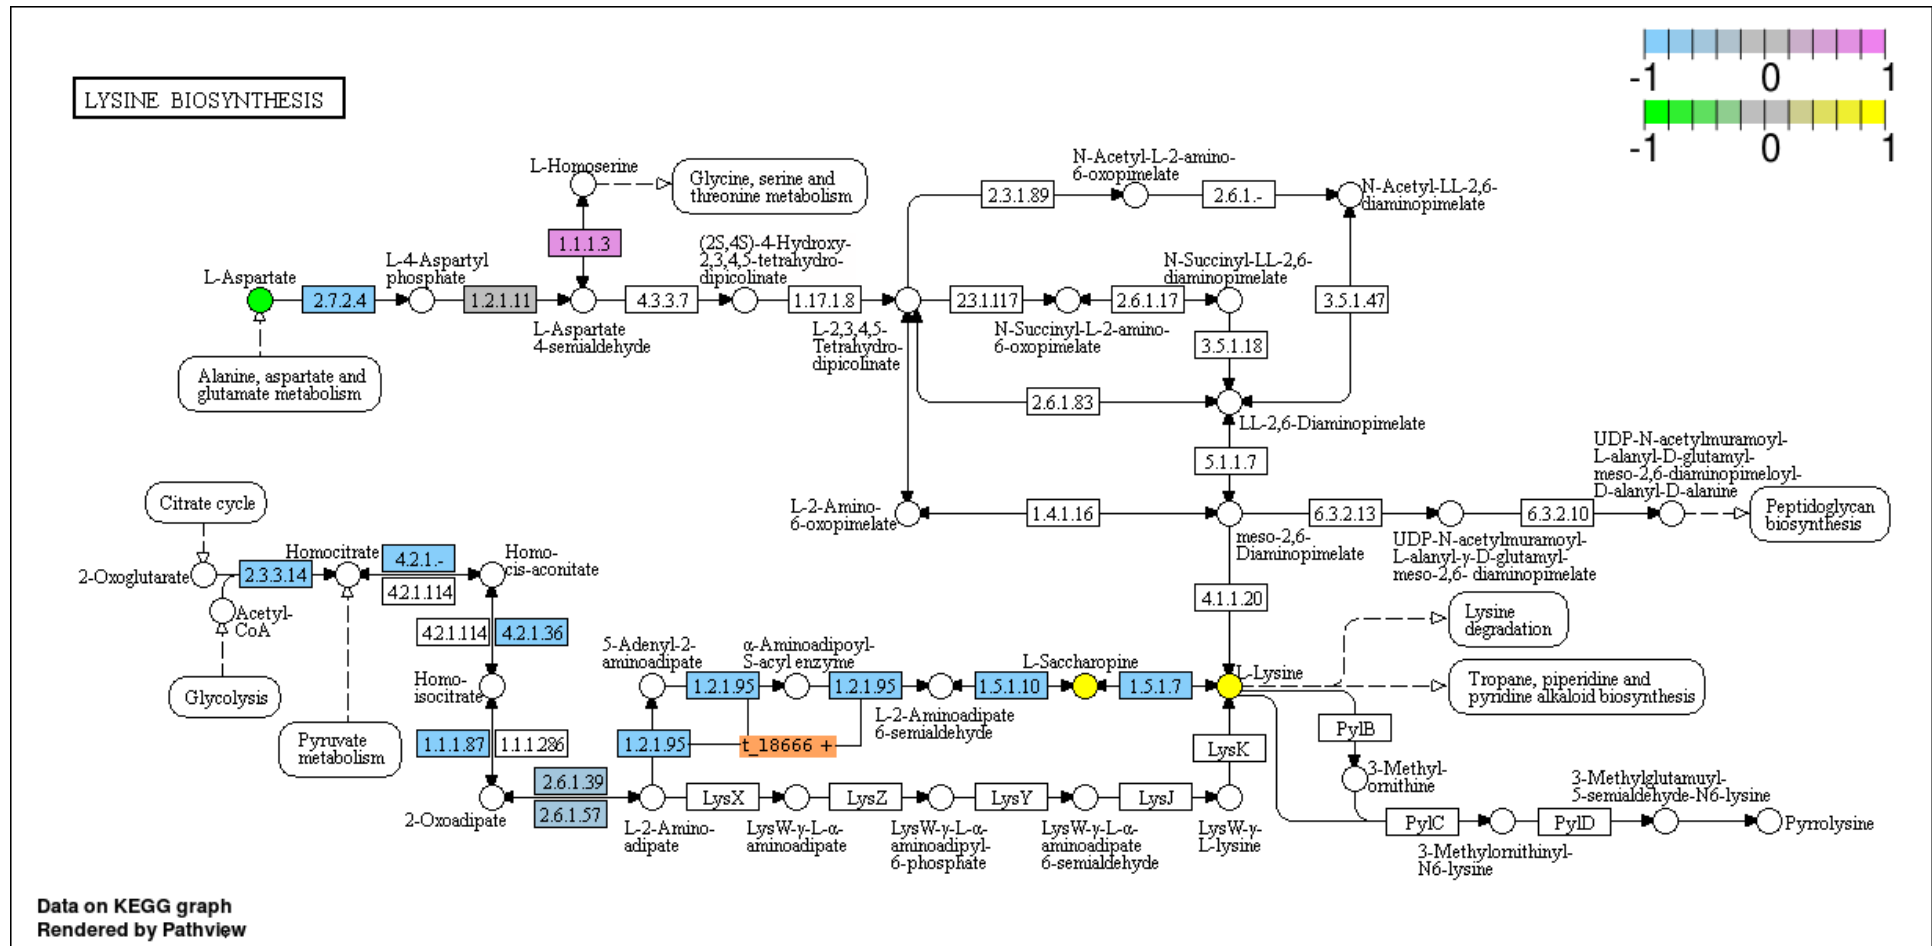 LYSINE BIOSYNTHESIS
-1 0 1
-1 0 1
L-Homoserine
Glycine, serine and
threonine metabolism
N-Acetyl-L-2-amino-
6-oxopimelate
2.3.1.89
2.6.1.-
N-Acetyl-LL-2,6-
diaminopimelate
1.1.1.3
L-Aspartate
L-4-Aspartyl
phosphate
(2S,4S)-4-Hydroxy-
2,3,4,5-tetrahydro-
dipicolinate
N-Succinyl-LL-2,6-
diaminopimelate
2.7.2.4
1.2.1.11
4.3.3.7
1.17.1.8
2.3.1.117
2.6.1.17
3.5.1.47
L-Aspartate
4-semialdehyde
L-2,3,4,5-
Tetrahydro-
dipicolinate
N-Succinyl-L-2-amino-
6-oxopimelate
3.5.1.18
Alanine, aspartate and
glutamate metabolism
2.6.1.83
LL-2,6-Diaminopimelate
5.1.1.7
UDP-N-acetylmuramoyl-
L-alanyl-D-glutamyl-
meso-2,6-diaminopimeloyl-
D-alanyl-D-alanine
L-2-Amino-
6-oxopimelate
1.4.1.16
6.3.2.13
6.3.2.10
Peptidoglycan
biosynthesis
meso-2,6-
Diaminopimelate
UDP-N-acetylmuramoyl-
L-alanyl-γ-D-glutamyl-
meso-2,6- diaminopimelate
Citrate cycle
Homocitrate
4.2.1.-
Homo-
cis-aconitate
2-Oxoglutarate
2.3.3.14
4.2.1.114
Acetyl-
CoA
4.1.1.20
Lysine
degradation
4.2.1.114
4.2.1.36
5-Adenyl-2-
aminoadipate
α-Aminoadipoyl-
S-acyl enzyme
L-Saccharopine
L-Lysine
Glycolysis
Homo-
isocitrate
1.2.1.95
1.2.1.95
1.5.1.10
1.5.1.7
Tropane, piperidine and
pyridine alkaloid biosynthesis
L-2-Aminoadipate
6-semialdehyde
Pyruvate
metabolism
1.1.1.87
1.1.1.286
1.2.1.95
t_18666 +
LysK
PylB
2.6.1.39
2.6.1.57
3-Methyl-
ornithine
2-Oxoadipate
L-2-Amino-
adipate
LysX
LysZ
LysY
LysJ
LysW-γ-L-α-
aminoadipate
LysW-γ-L-α-
aminoadipyl-
6-phosphate
LysW-γ-L-α-
aminoadipate
6-semialdehyde
LysW-γ-
L-lysine
3-Methylglutamuyl-
5-semialdehyde-N6-lysine
PylC
PylD
Pyrrolysine
3-Methylornithinyl-
N6-lysine
Data on KEGG graph
Rendered by Pathview